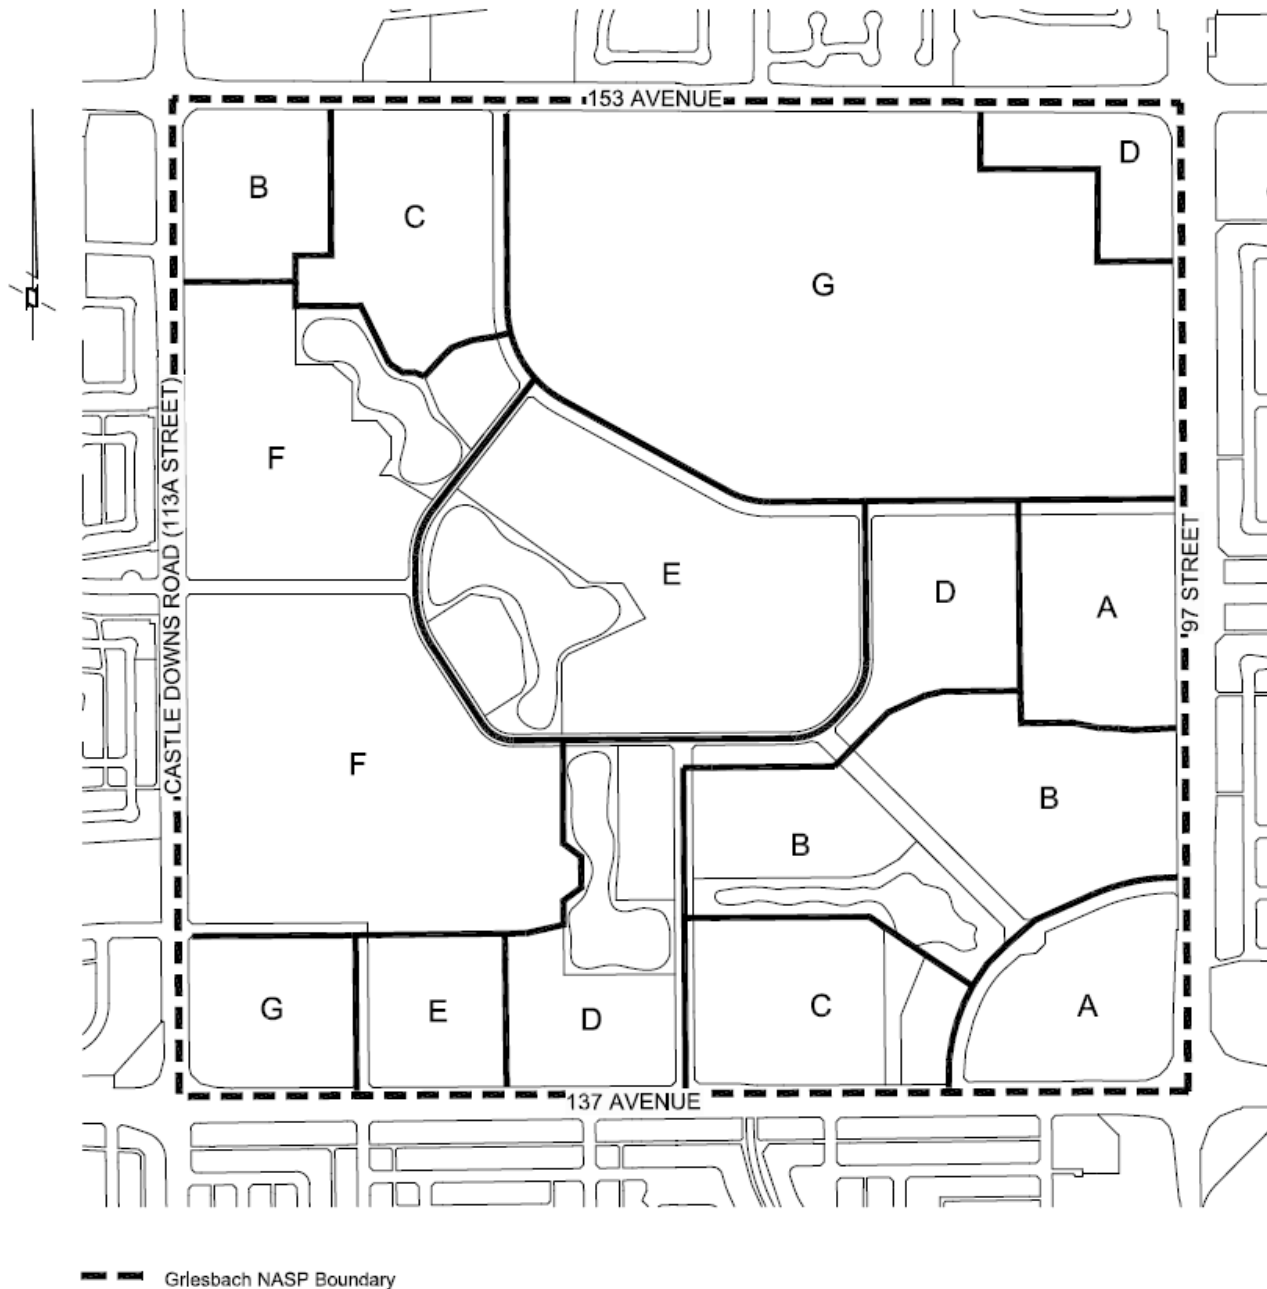 153 AVENUE
D
B
C
G
CASTLE DOWNS ROAD (113A STREET)
F
E
D
A
97 STREET
F
B
B
G
E
D
C
A
137 AVENUE
Griesbach NASP Boundary